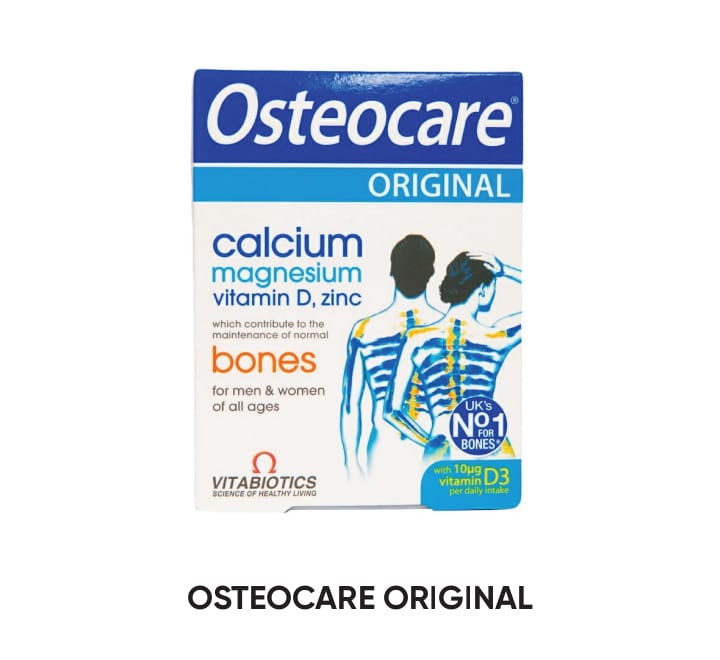 Osteocare®
ORIGINAL
calcium
magnesium
vitamin D, zinc
which contribute to the
maintenance of normal
bones
for men & women
of all ages
UK's
No1
FOR
BONES*
VITABIOTICS
SCIENCE OF HEALTHY LIVING
with 10µg
vitamin D3
per daily intake
OSTEOCARE ORIGINAL